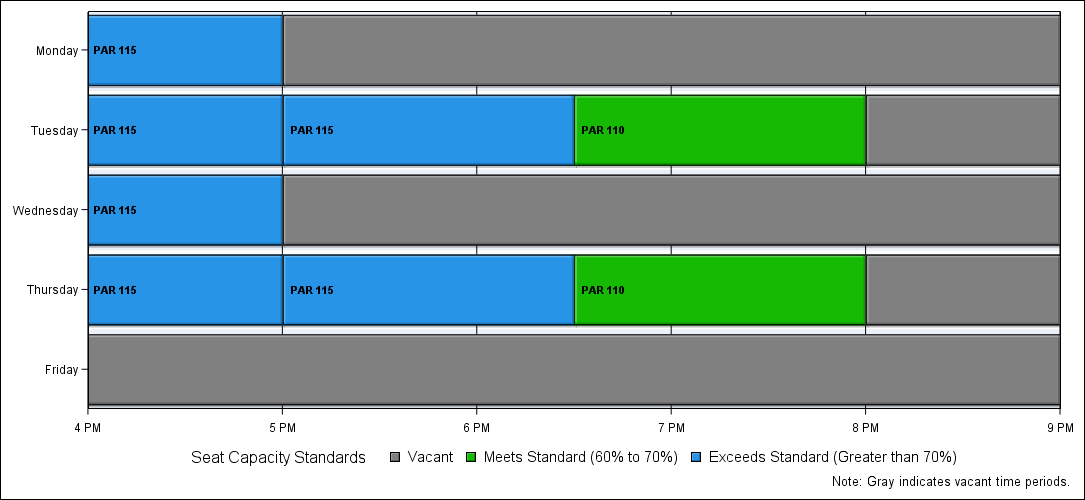 Monday
PAR 115
Tuesday
PAR 115
PAR 115
PAR 110
Wednesday
PAR 115
Thursday
PAR 115
PAR 115
PAR 110
Friday
4 PM
5 PM
6 PM
7 PM
8 PM
9 PM
Seat Capacity Standards
Vacant
Meets Standard (60% to 70%)
Exceeds Standard (Greater than 70%)
Note: Gray indicates vacant time periods.